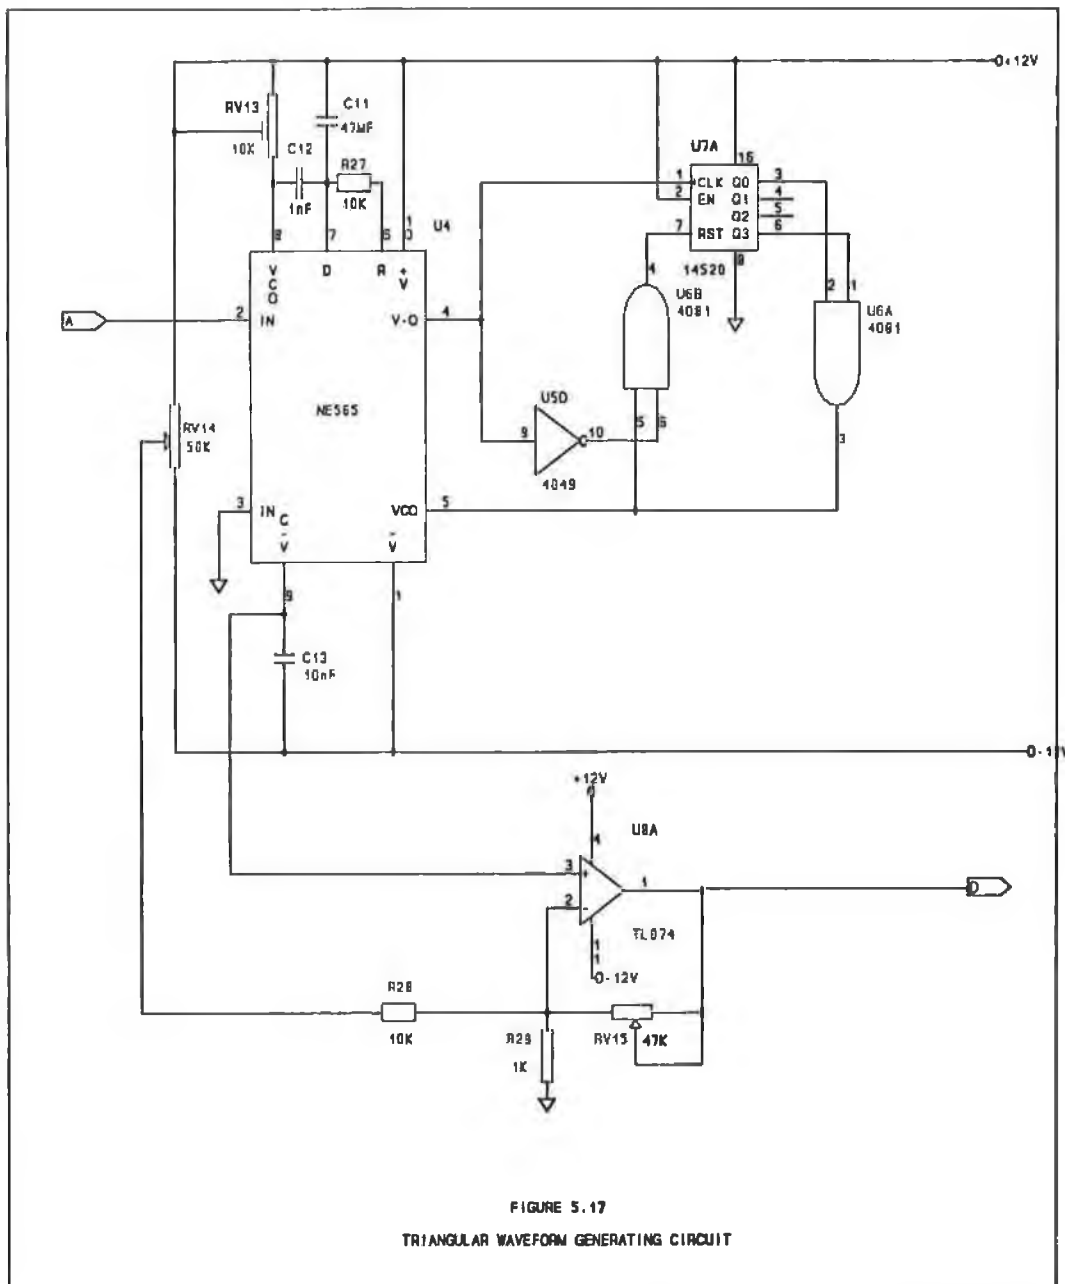 O+12V
RV13
10K
C11
47MF
C12
1nF
R27
10K
U4
8
7
6
10
VCO
D
R
+V
A
2
IN
V-O
4
NE565
RV14
50K
3
IN
C
-V
-V
VCO
5
9
1
C13
10nF
U7A
16
1
CLK
Q0
3
2
EN
Q1
4
Q2
5
7
RST
Q3
6
14520
8
4
U6B
4081
2
1
U6A
4081
U5D
9
10
4049
5
6
3
+12V
4
U8A
3
+
1
2
-
TL074
11
O-12V
D
R28
10K
R29
1K
RV15
47K
FIGURE 5.17
TRIANGULAR WAVEFORM GENERATING CIRCUIT